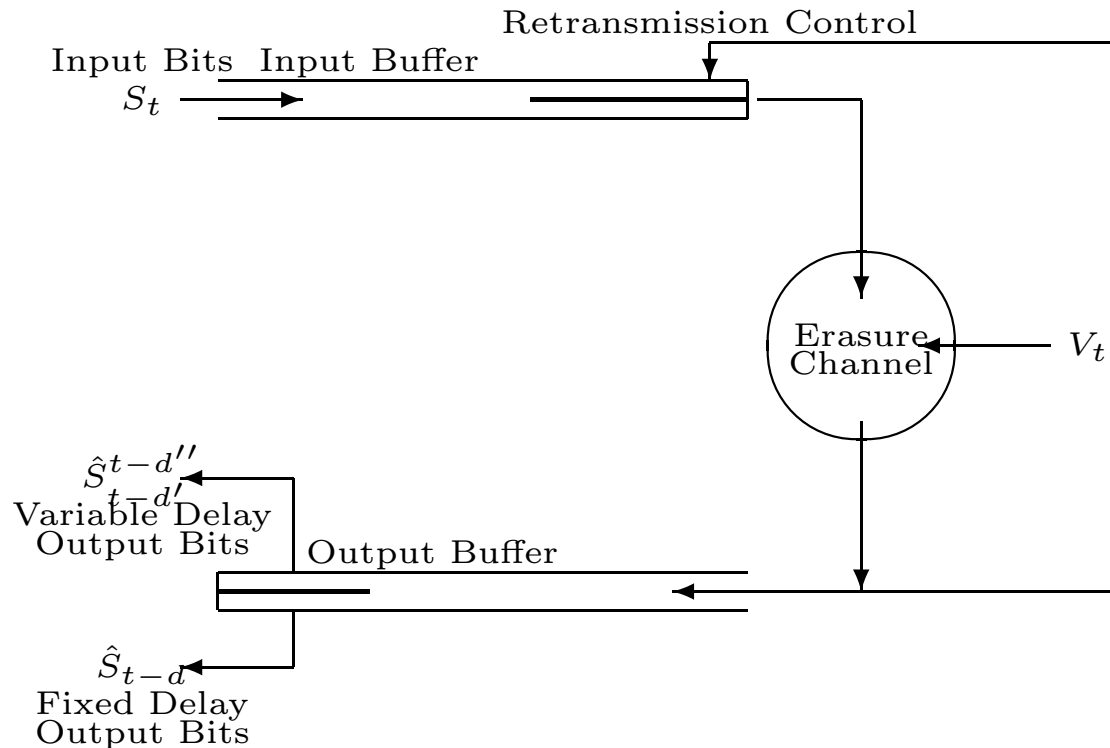 Retransmission Control
Input Bits Input Buffer
S_t
Erasure
Channel
V_t
Ŝ_{t-d'}^{t-d''}
Variable Delay
Output Bits
Output Buffer
Ŝ_{t-d}
Fixed Delay
Output Bits